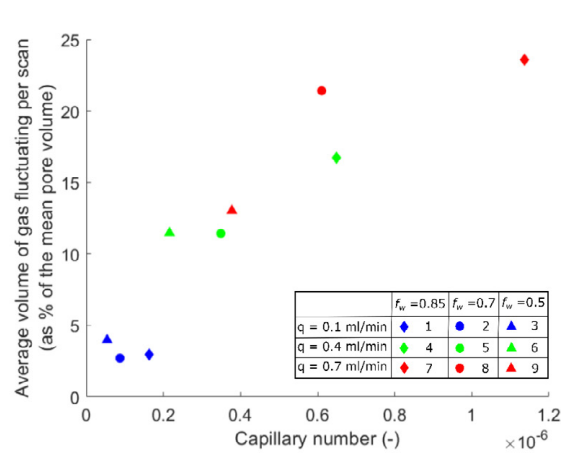 Average volume of gas fluctuating per scan
(as % of the mean pore volume)
25
20
15
10
5
0
0 0.2 0.4 0.6 0.8 1 1.2
Capillary number (-)
×10⁻⁶
f_w =0.85 f_w =0.7 f_w =0.5
q = 0.1 ml/min 1 2 3
q = 0.4 ml/min 4 5 6
q = 0.7 ml/min 7 8 9